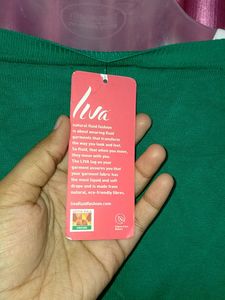 Liva
natural fluid fashion
is about wearing fluid
garments that transform
the way you look and feel.
So fluid, that when you move,
they move with you.
The LIVA tag on your
garment assures you that
your garment fabric has
the most liquid and soft
drape and is made from
natural, eco-friendly fibres.
livafluidfashion.com